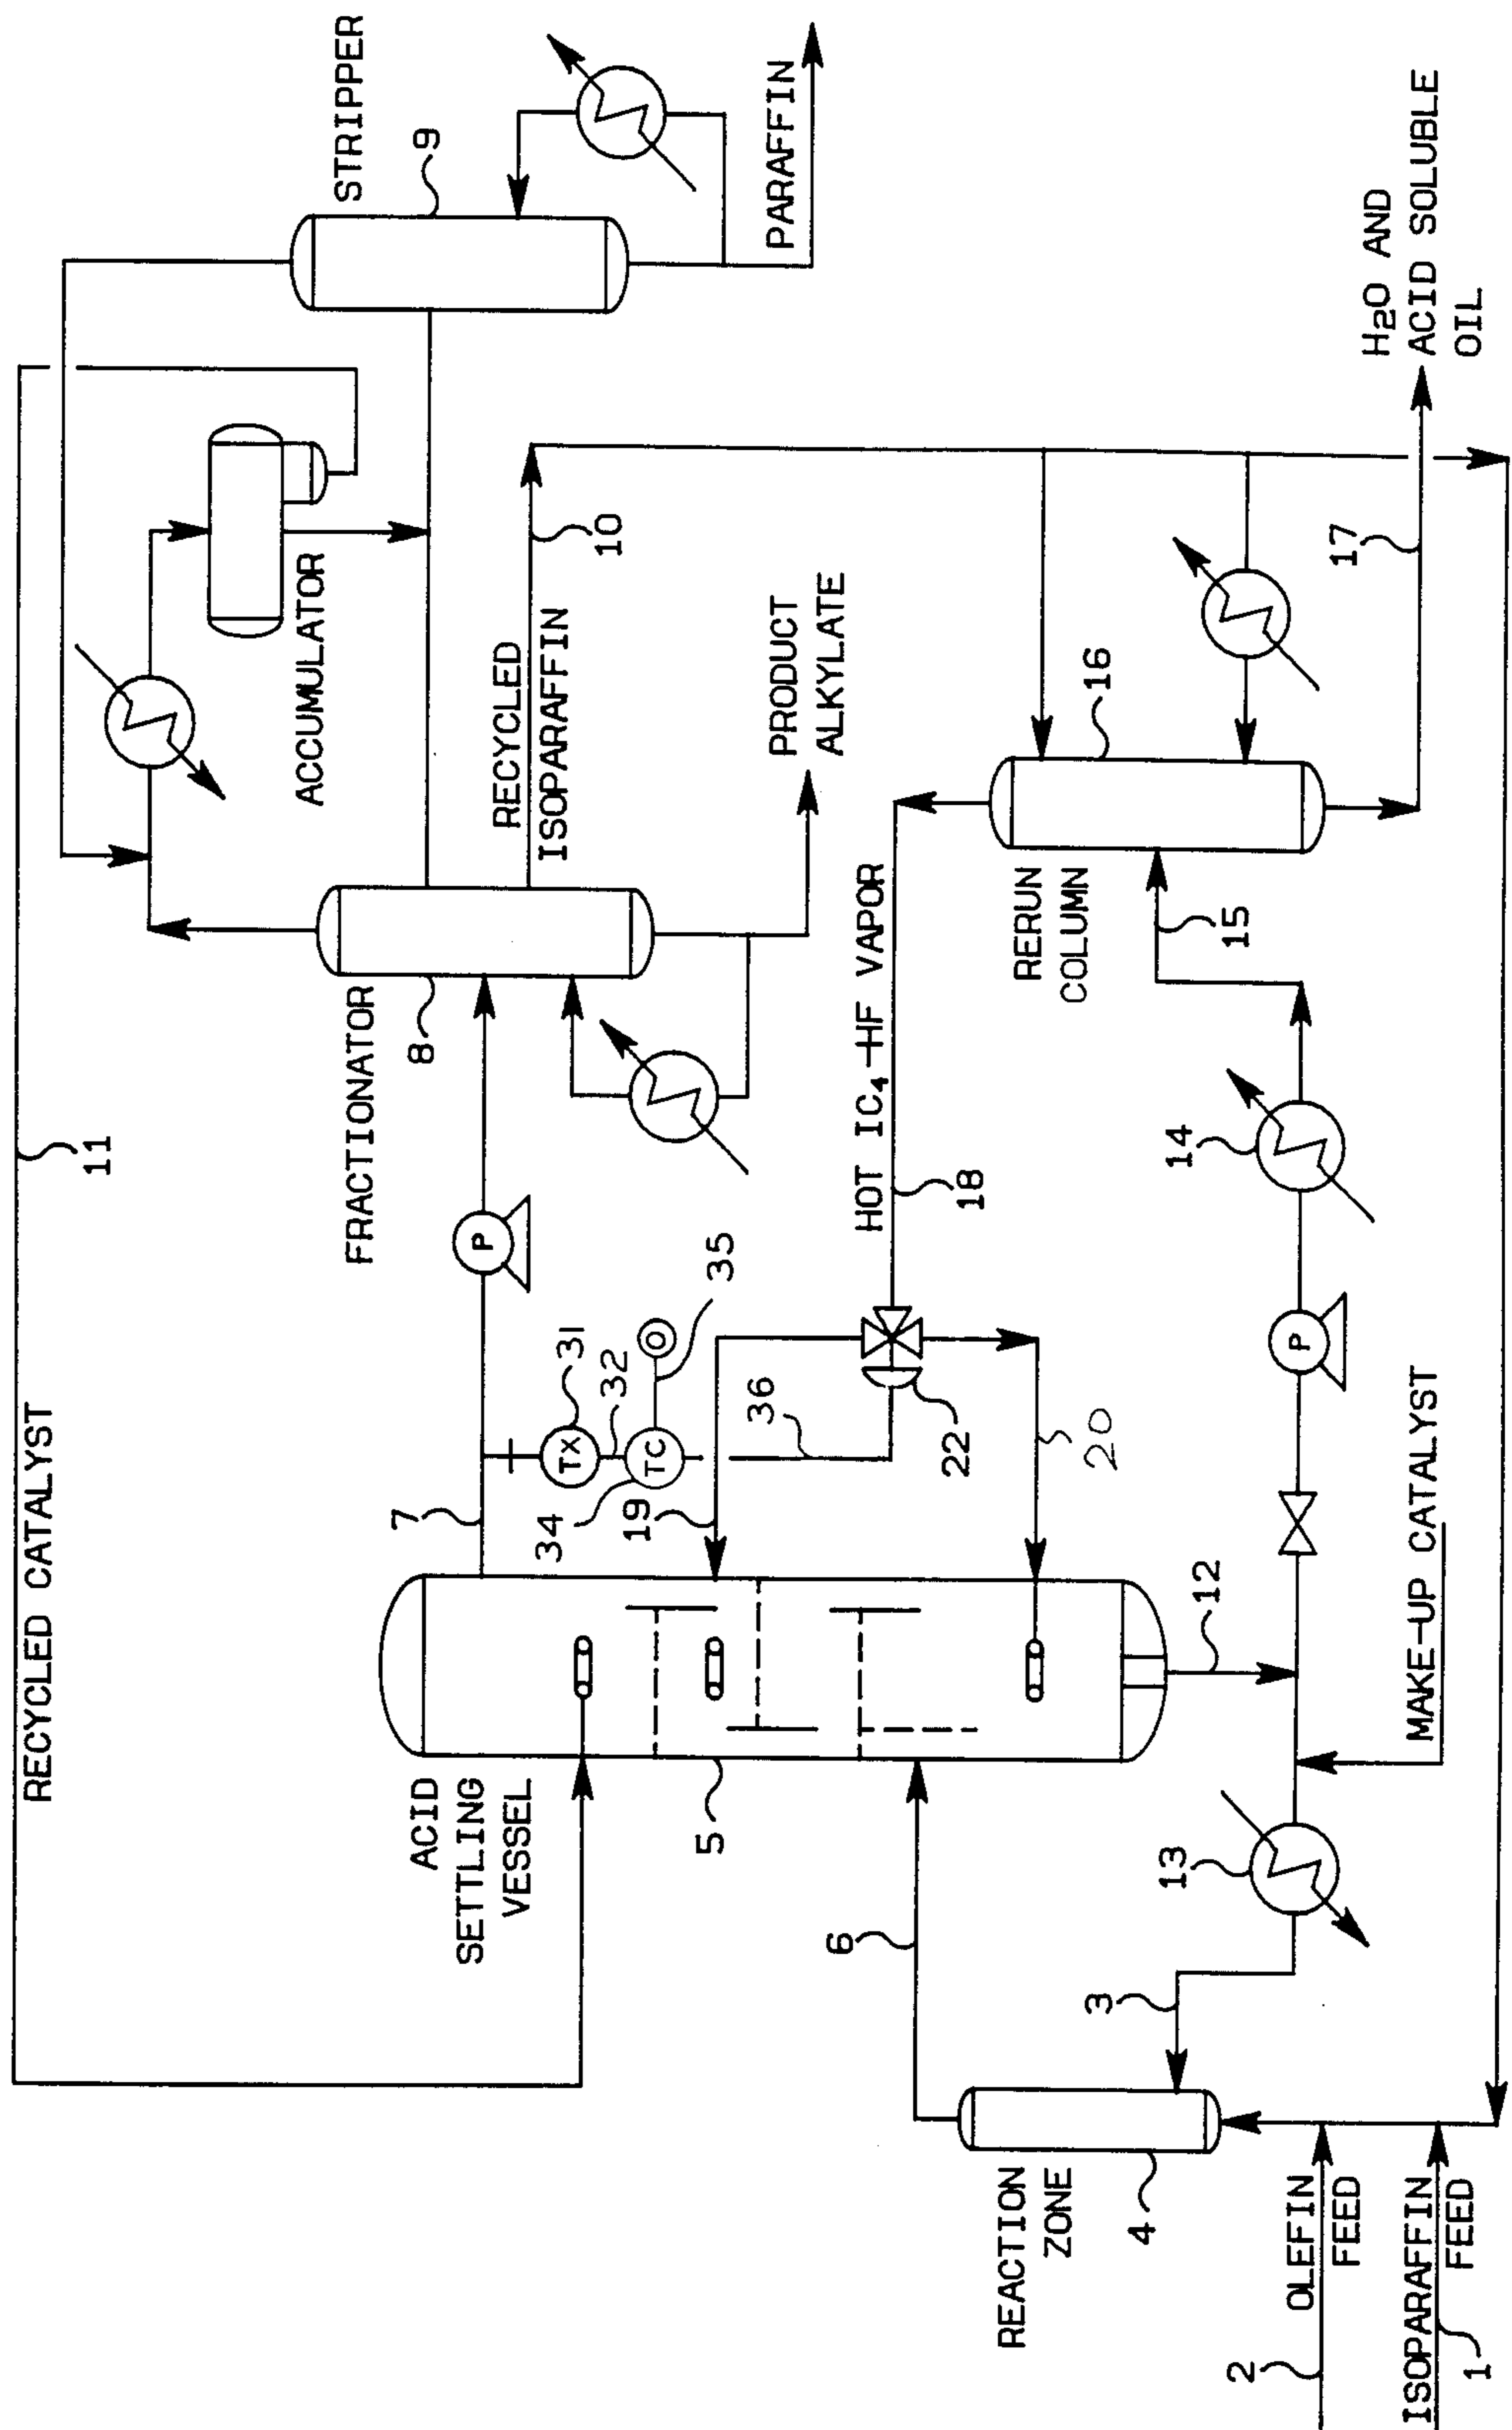 RECYCLED CATALYST
11
ACID
SETTLING
VESSEL
5
7
TX
31
32
TC
34
35
O
19
36
22
20
P
FRACTIONATOR
8
ACCUMULATOR
STRIPPER
9
RECYCLED
ISOPARAFFIN
10
PARAFFIN
PRODUCT
ALKYLATE
HOT IC₄-HF VAPOR
18
RERUN
COLUMN
16
15
14
P
17
H₂O AND
ACID SOLUBLE
OIL
12
MAKE-UP CATALYST
13
6
3
REACTION
ZONE
4
OLEFIN
FEED
2
ISOPARAFFIN
FEED
1